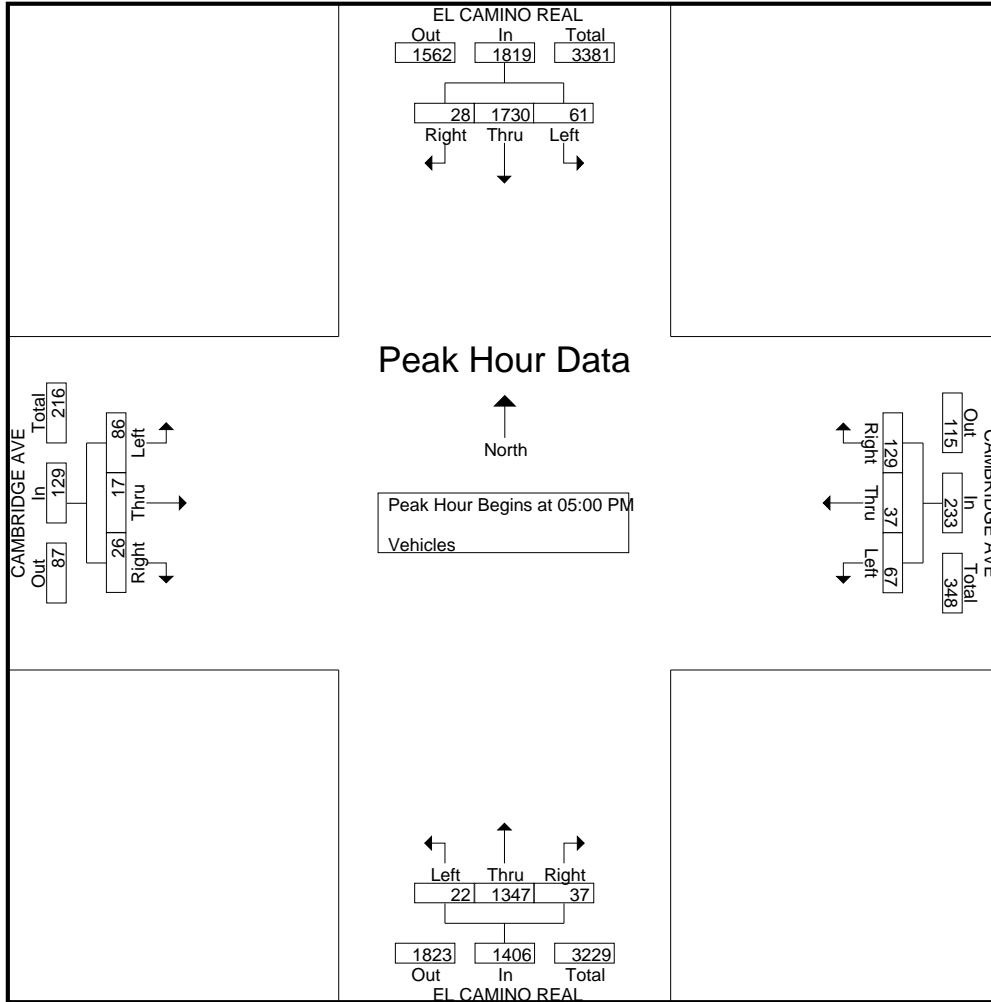 EL CAMINO REAL
Out In Total
1562 1819 3381
28 1730 61
Right Thru Left
Peak Hour Data
North
Peak Hour Begins at 05:00 PM
Vehicles
CAMBRIDGE AVE
Out In Total
87 129 216
26 17 86
Right Thru Left
CAMBRIDGE AVE
Out In Total
115 233 348
129 37 67
Right Thru Left
Left Thru Right
22 1347 37
1823 1406 3229
Out In Total
EL CAMINO REAL